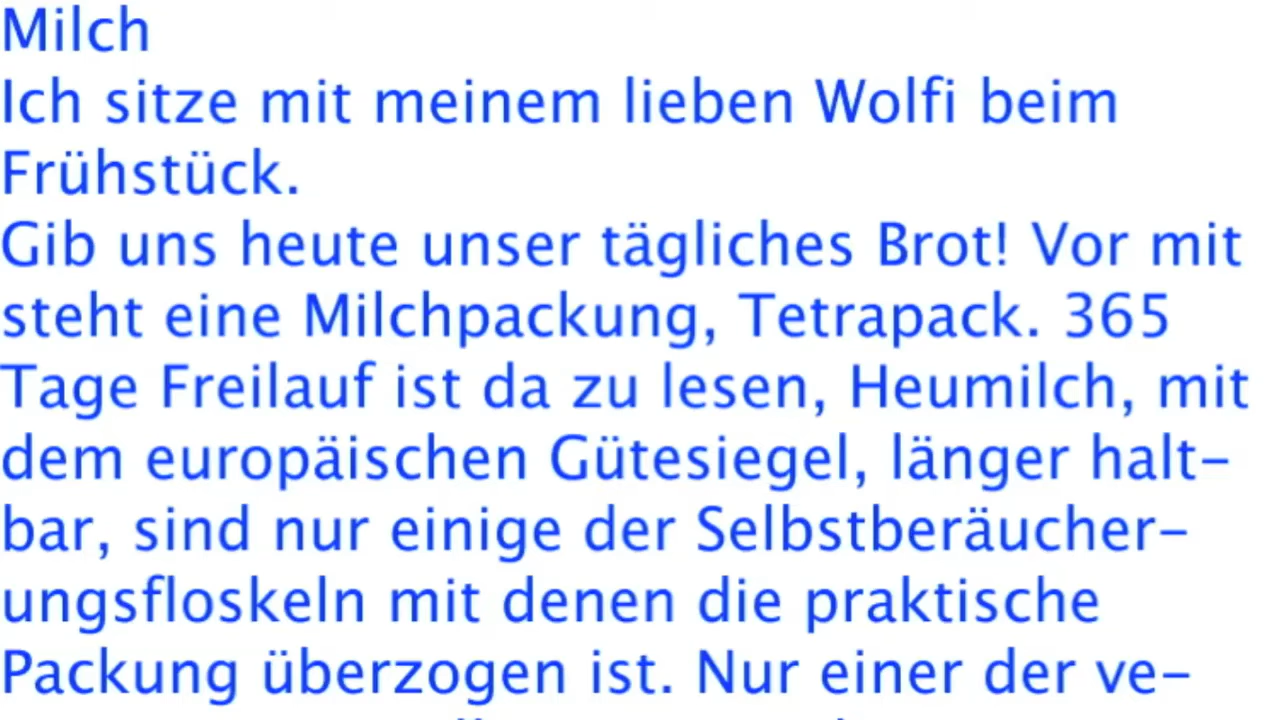 Milch
Ich sitze mit meinem lieben Wolfi beim
Frühstück.
Gib uns heute unser tägliches Brot! Vor mit
steht eine Milchpackung, Tetrapack. 365
Tage Freilauf ist da zu lesen, Heumilch, mit
dem europäischen Gütesiegel, länger halt-
bar, sind nur einige der Selbstberäucher-
ungsfloskeln mit denen die praktische
Packung überzogen ist. Nur einer der ve-